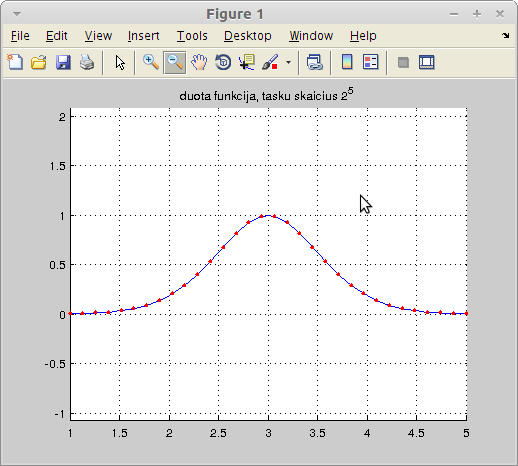 Figure 1
File Edit View Insert Tools Desktop Window Help
duota funkcija, tasku skaicius 2^5
2
1.5
1
0.5
0
-0.5
-1
1 1.5 2 2.5 3 3.5 4 4.5 5